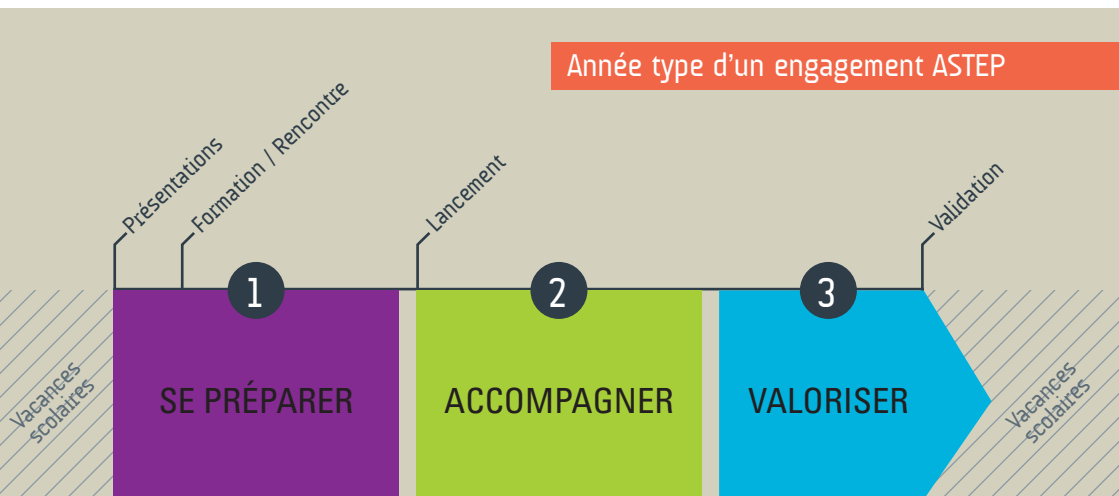 Année type d'un engagement ASTEP
Présentations
Formation / Rencontre
Lancement
Validation
1
2
3
Vacances
scolaires
SE PRÉPARER
ACCOMPAGNER
VALORISER
Vacances
scolaires